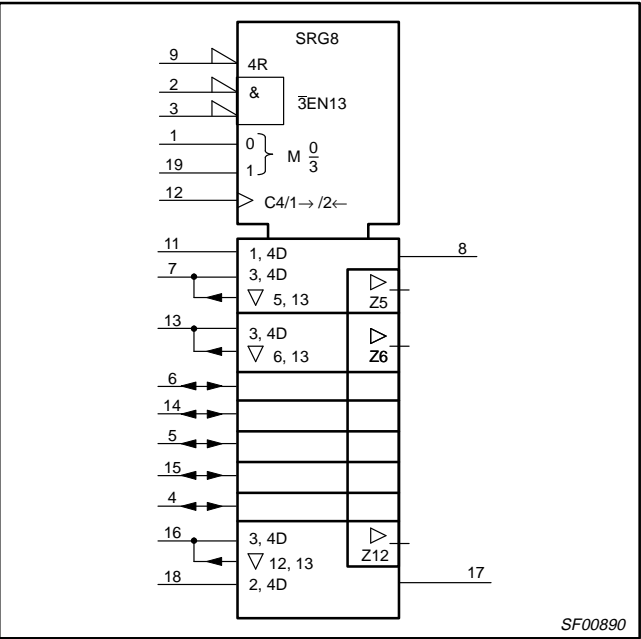 SRG8
9
4R
2
&
3̅EN13
3
1
0
M 0/3
19
1
12
C4/1→ /2←
11
1, 4D
8
7
3, 4D
▽ 5, 13
▷
Z5
13
3, 4D
▽ 6, 13
▷
Z6
6
14
5
15
4
16
3, 4D
▽ 12, 13
▷
Z12
18
2, 4D
17
SF00890